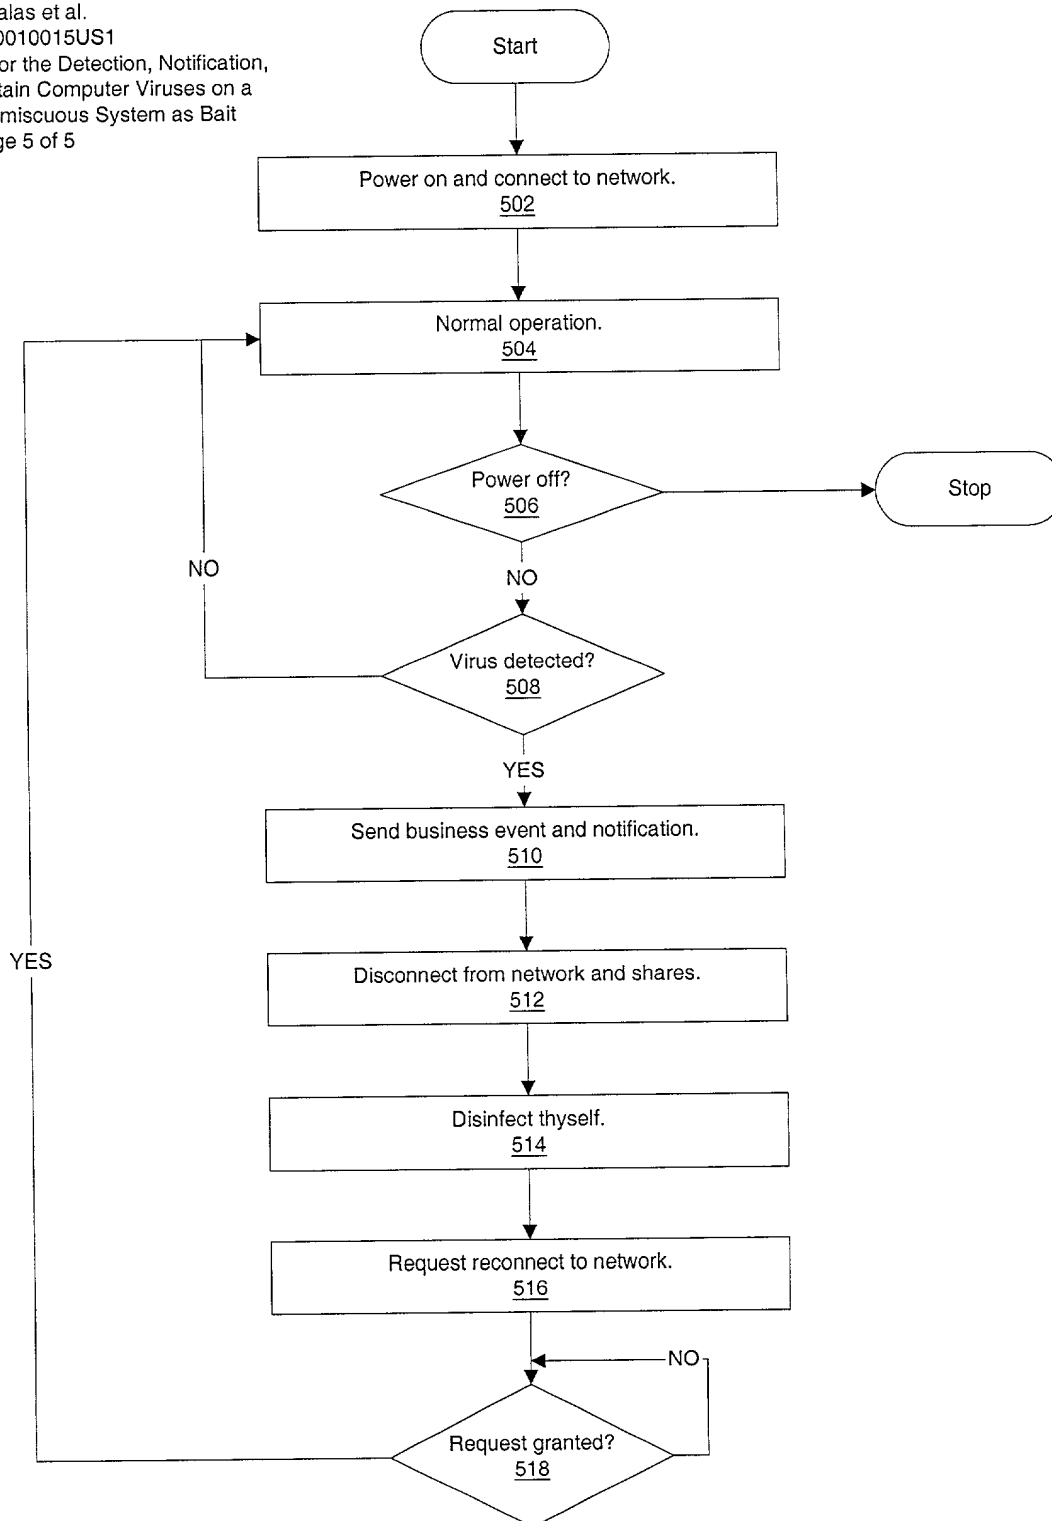 alas et al.
0010015US1
or the Detection, Notification,
tain Computer Viruses on a
miscuous System as Bait
ge 5 of 5
Start
Power on and connect to network.
502
Normal operation.
504
Power off?
506
Stop
NO
NO
Virus detected?
508
YES
Send business event and notification.
510
YES
Disconnect from network and shares.
512
Disinfect thyself.
514
Request reconnect to network.
516
NO
Request granted?
518